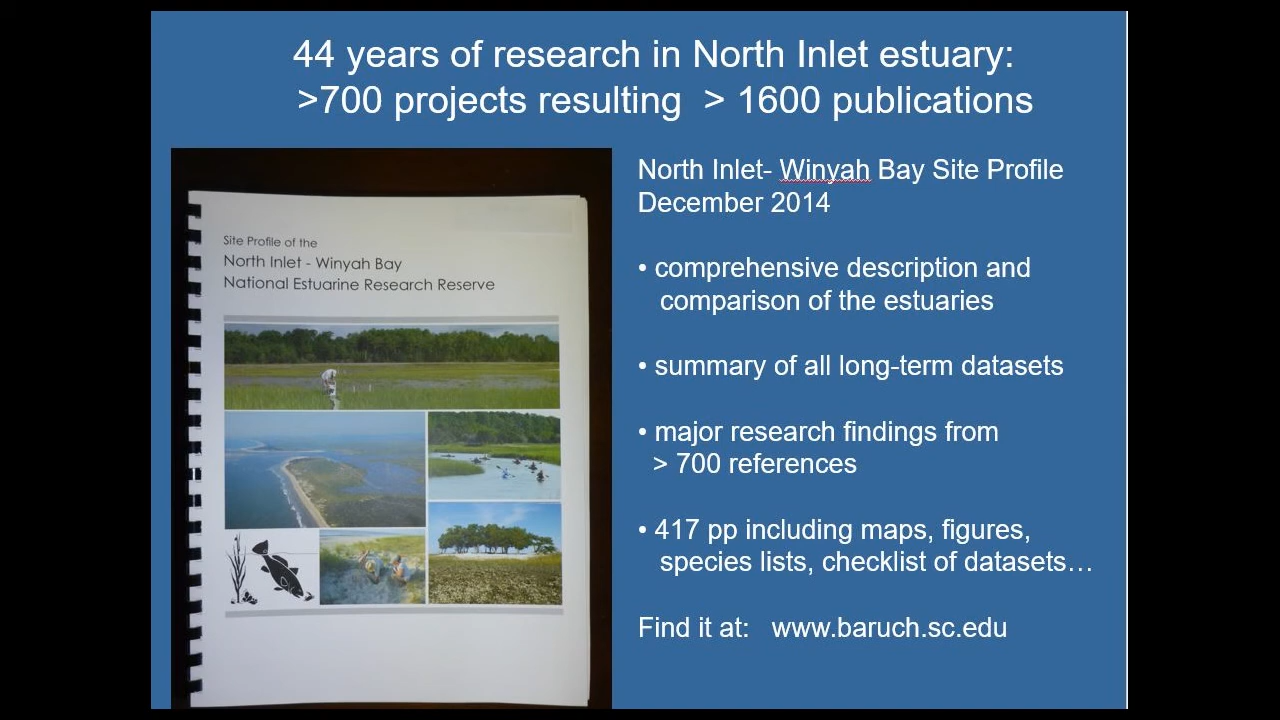 44 years of research in North Inlet estuary:
>700 projects resulting  > 1600 publications
Site Profile of the
North Inlet - Winyah Bay
National Estuarine Research Reserve
North Inlet- Winyah Bay Site Profile
December 2014
• comprehensive description and
comparison of the estuaries
• summary of all long-term datasets
• major research findings from
> 700 references
• 417 pp including maps, figures,
species lists, checklist of datasets…
Find it at:   www.baruch.sc.edu